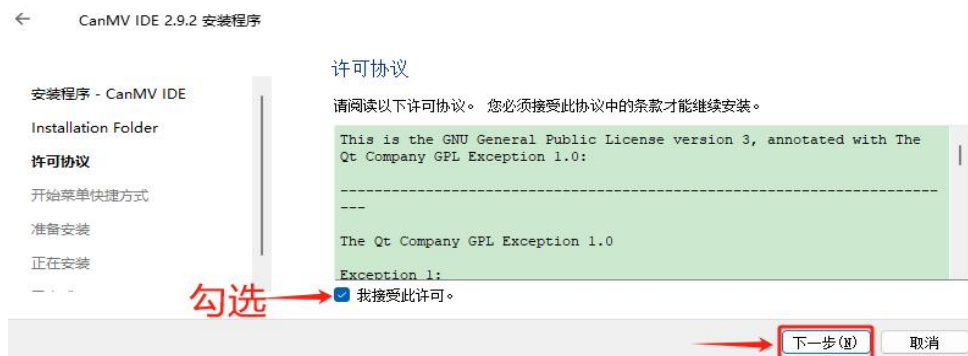 CanMV IDE 2.9.2 安装程序
许可协议
安装程序 - CanMV IDE
请阅读以下许可协议。 您必须接受此协议中的条款才能继续安装。
Installation Folder
许可协议
开始菜单快捷方式
准备安装
正在安装
This is the GNU General Public License version 3, annotated with The
Qt Company GPL Exception 1.0:
----------------------------------------------------------------------
---
The Qt Company GPL Exception 1.0
Exception 1:
勾选
我接受此许可。
下一步(N)
取消